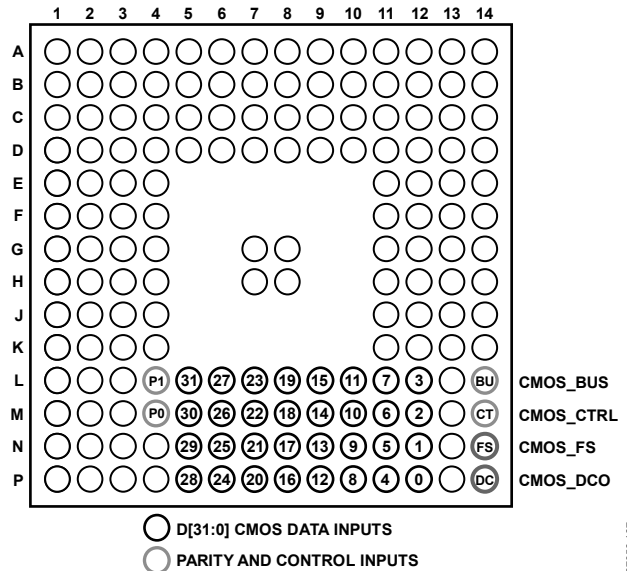 1 2 3 4 5 6 7 8 9 10 11 12 13 14
A
B
C
D
E
F
G
H
J
K
L P1 31 27 23 19 15 11 7 3 BU CMOS_BUS
M P0 30 26 22 18 14 10 6 2 CT CMOS_CTRL
N 29 25 21 17 13 9 5 1 FS CMOS_FS
P 28 24 20 16 12 8 4 0 DC CMOS_DCO
D[31:0] CMOS DATA INPUTS
PARITY AND CONTROL INPUTS